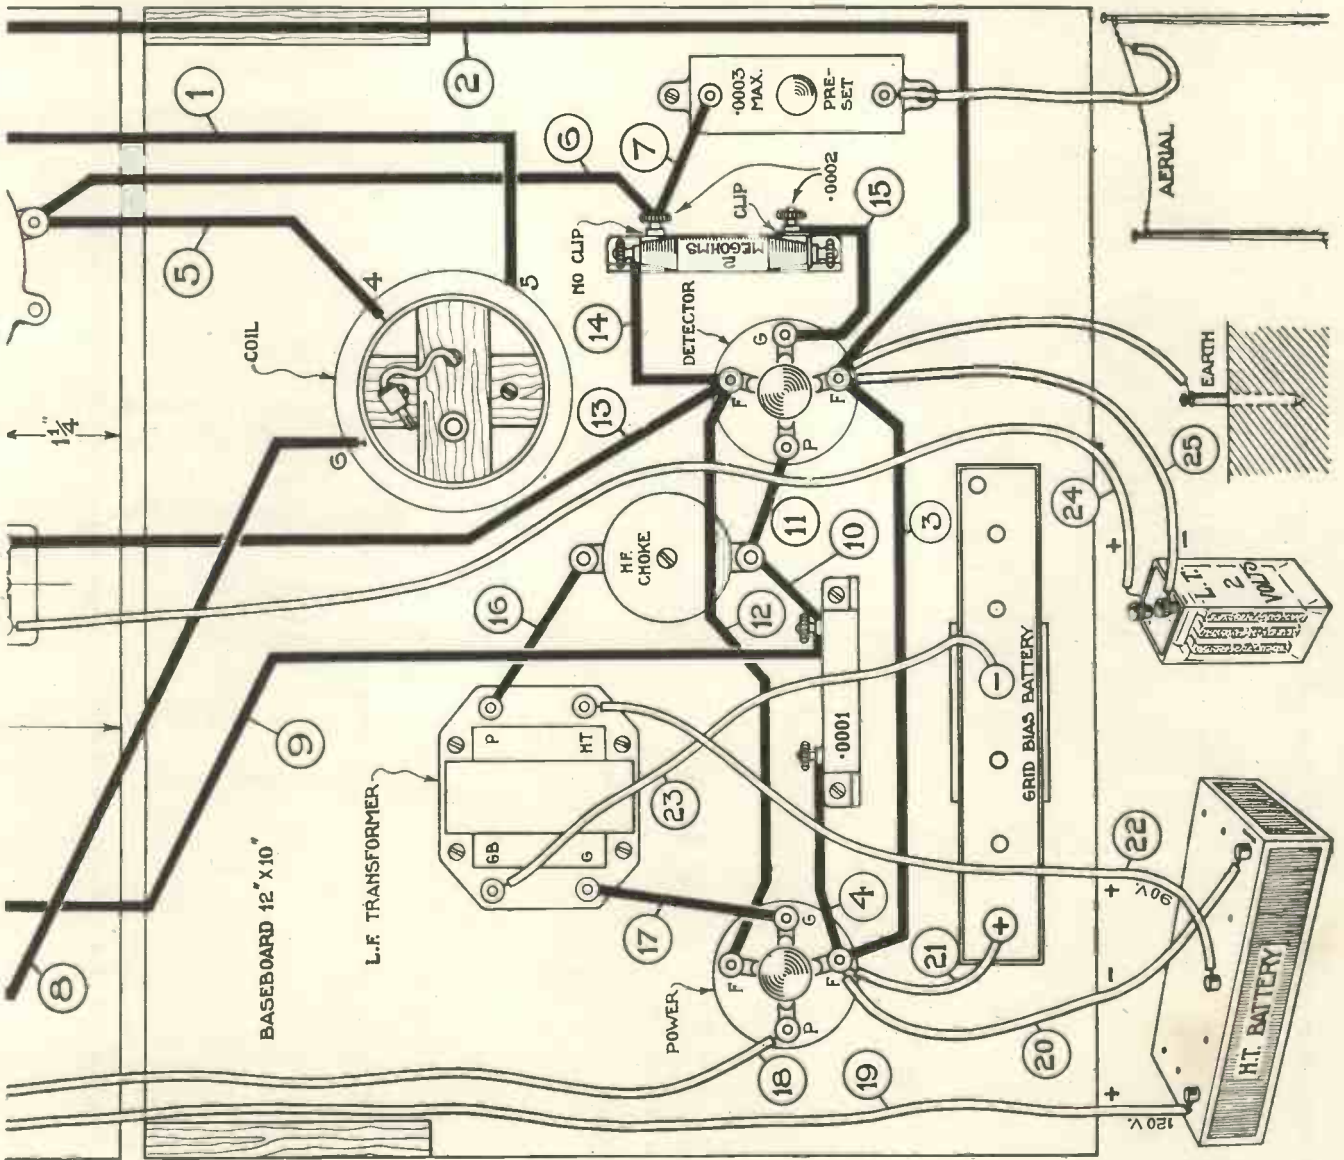 8
BASEBOARD 12" X 10"
9
1¼"
COIL
6
4
5
5
1
2
L.F. TRANSFORMER
GB
P
G
HT
16
H.F.
CHOKE
13
14
NO CLIP
6
7
POWER
17
23
12
F
G
P
F
DETECTOR
F
G
P
F
2
MEGOHMS
CLIP
.0002
.0003
MAX.
PRE-
SET
18
4
.0001
10
11
15
19
21
3
20
+
GRID BIAS BATTERY
-
24
25
22
120 V.
+
-
+
90 V.
+
-
L.T.
2
VOLTS
EARTH
AERIAL
H.T. BATTERY